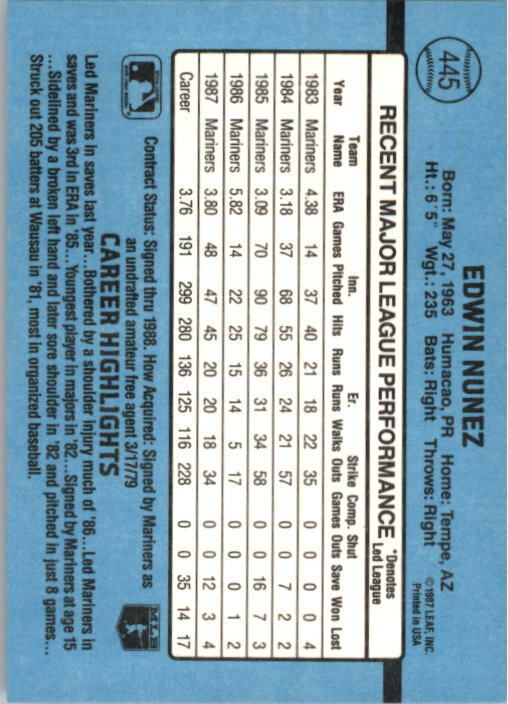 445
EDWIN NUNEZ
Born: May 27, 1963 Humacao, PR Home: Tempe, AZ
Ht.: 6'5" Wgt.: 235 Bats: Right Throws: Right
©1987 LEAF, INC.
Printed in USA
RECENT MAJOR LEAGUE PERFORMANCE *Denotes Led League
Year Team Name ERA Games Inn. Pitched Hits Runs Er. Runs Walks Strike Outs Comp. Games Shut Outs Save Won Lost
1983 Mariners 4.38 14 37 40 21 18 22 35 0 0 0 0 4
1984 Mariners 3.18 37 68 55 26 24 21 57 0 0 7 2 2
1985 Mariners 3.09 70 90 79 36 31 34 58 0 0 16 7 3
1986 Mariners 5.82 14 22 25 15 14 5 17 0 0 0 1 2
1987 Mariners 3.80 48 47 45 20 20 18 34 0 0 12 3 4
Career 3.76 191 299 280 136 125 116 228 0 0 35 14 17
Contract Status: Signed thru 1988. How Acquired: Signed by Mariners as
an undrafted amateur free agent 3/17/79
MLB
CAREER HIGHLIGHTS
Led Mariners in saves last year...Bothered by a shoulder injury much of '86...Led Mariners in
saves and was 3rd in ERA in '85....Youngest player in majors in '82...Signed by Mariners at age 15
...Sidelined by a broken left hand and later sore shoulder in '82 and pitched in just 8 games...
Struck out 205 batters at Wausau in '81, most in organized baseball.